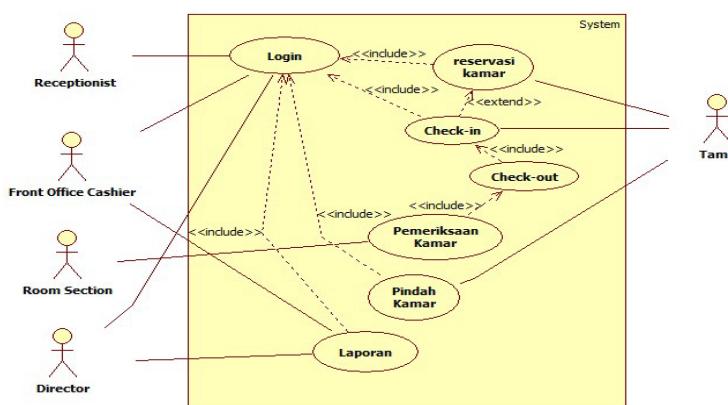 System
Login
<<include>>
reservasi
kamar
Receptionist
<<include>>
<<extend>>
Check-in
<<include>>
Tam
Front Office Cashier
Check-out
<<include>>
<<include>>
<<include>>
Pemeriksaan
Kamar
Room Section
Pindah
Kamar
Laporan
Director